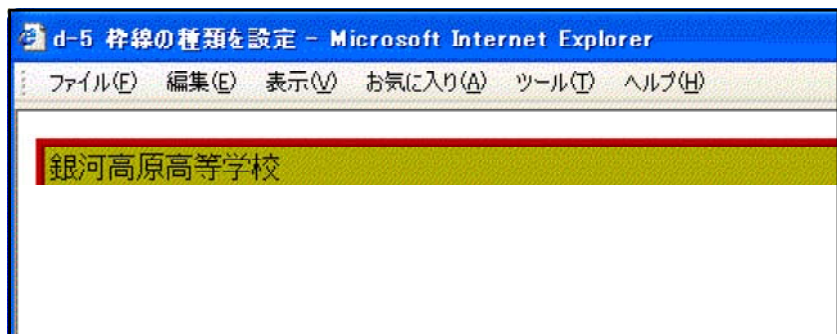 d-5 枠線の種類を設定 - Microsoft Internet Explorer
ファイル(F) 編集(E) 表示(V) お気に入り(A) ツール(T) ヘルプ(H)
銀河高原高等学校